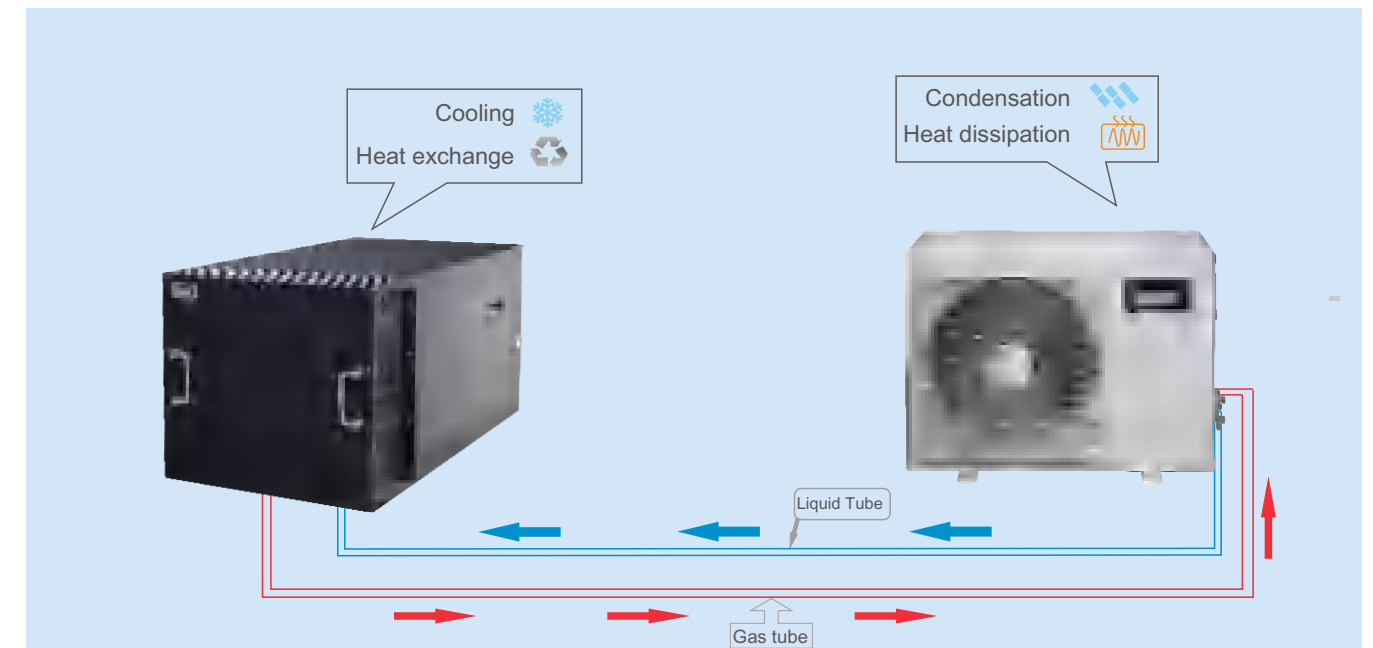 Cooling
Heat exchange
Condensation
Heat dissipation
Liquid Tube
Gas tube